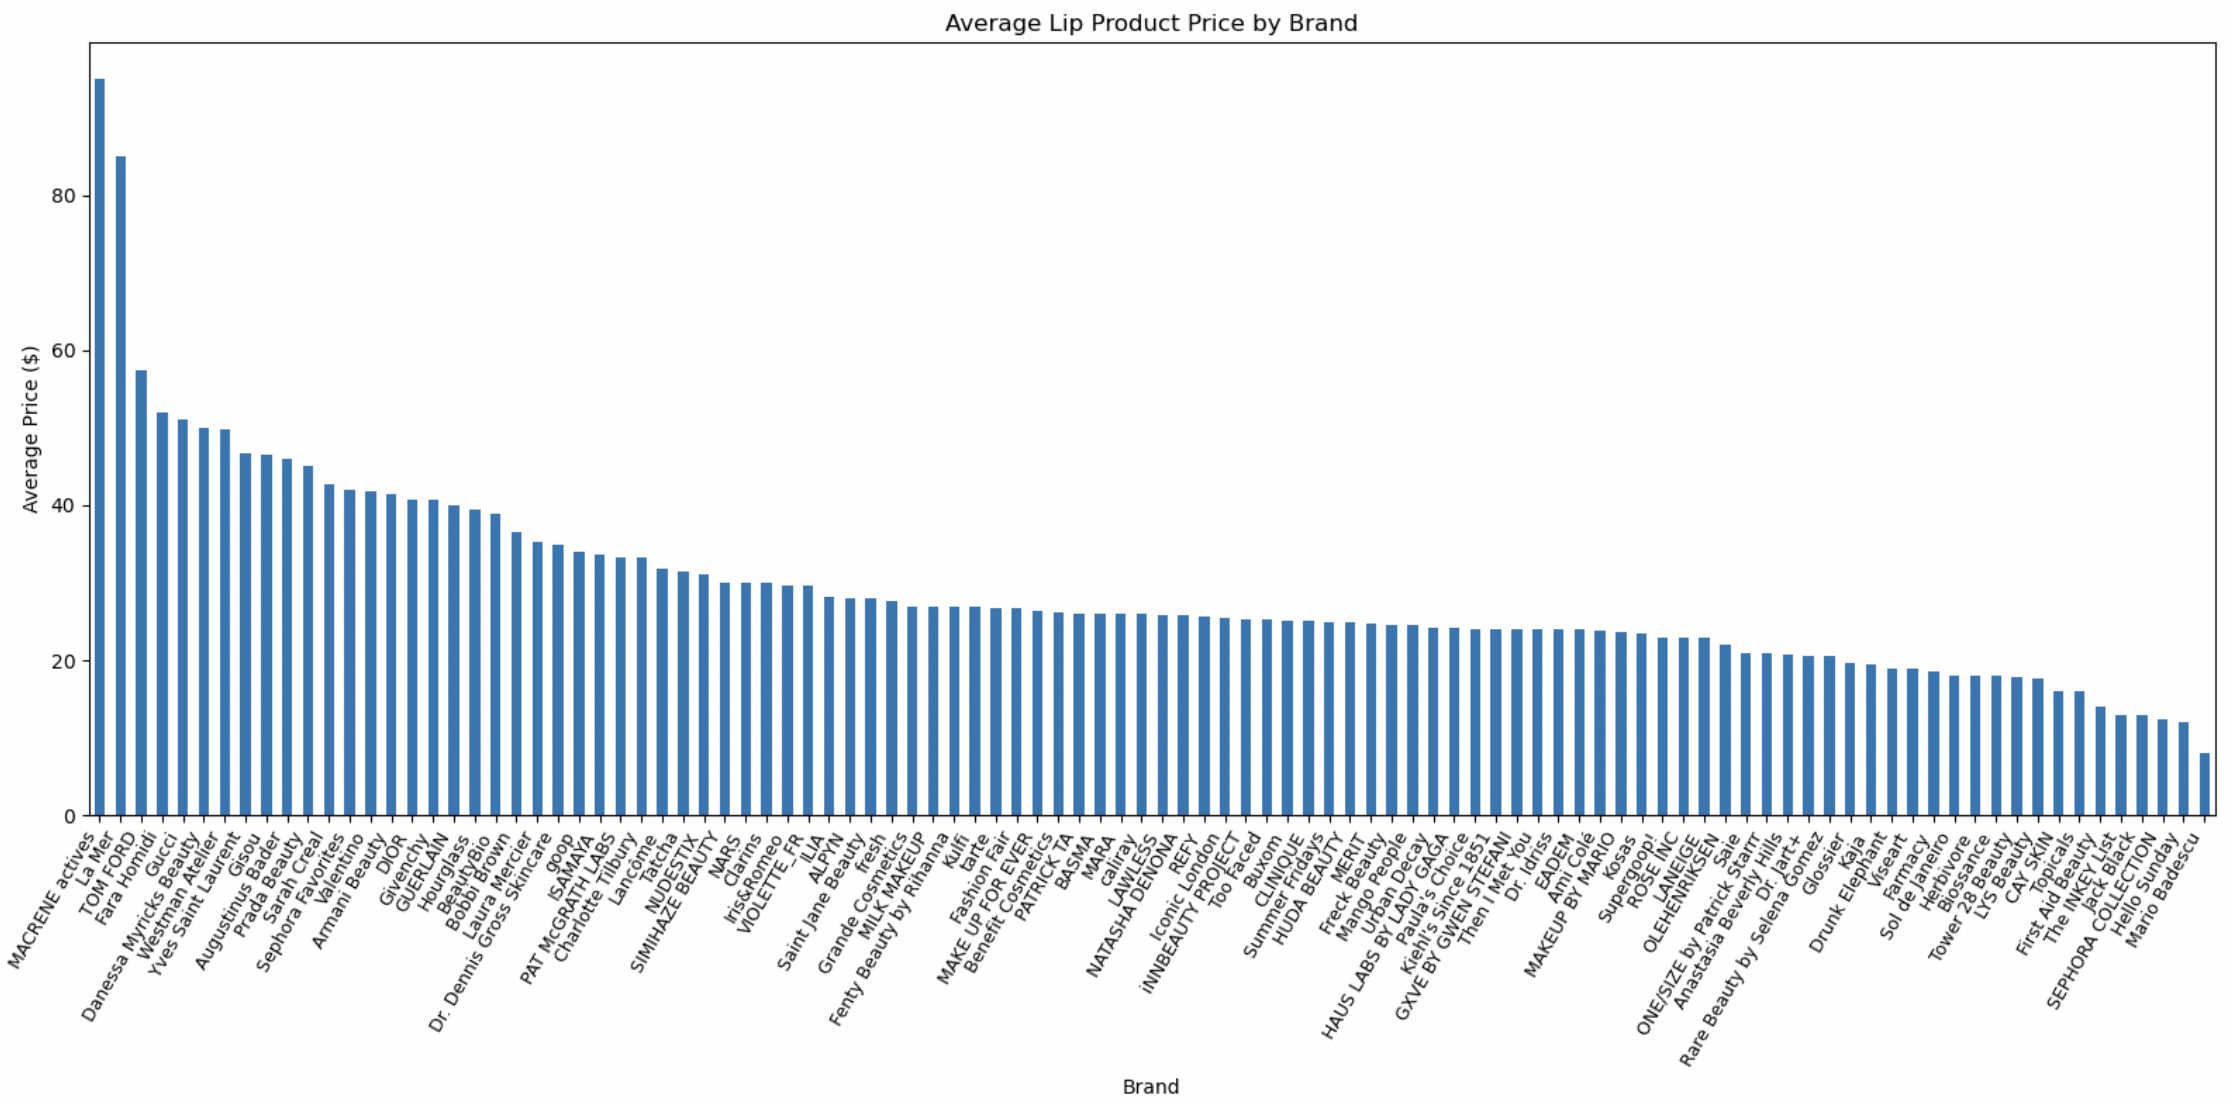 Average Lip Product Price by Brand
Average Price ($)
80
60
40
20
0
MACRENE actives
La Mer
TOM FORD
Fara Homidi
Gucci
Danessa Myricks Beauty
Westman Atelier
Yves Saint Laurent
Gisou
Augustinus Bader
Prada Beauty
Sarah Creal
Sephora Favorites
Valentino
Armani Beauty
DIOR
Givenchy
GUERLAIN
Hourglass
BeautyBio
Bobbi Brown
Laura Mercier
Dr. Dennis Gross Skincare
goop
ISAMAYA
PAT McGRATH LABS
Charlotte Tilbury
Lancôme
Tatcha
NUDESTIX
SIMIHAZE BEAUTY
NARS
Clarins
Iris&Romeo
VIOLETTE_FR
ILIA
ALPYN
Saint Jane Beauty
fresh
Grande Cosmetics
MILK MAKEUP
Fenty Beauty by Rihanna
Kulfi
tarte
Fashion Fair
MAKE UP FOR EVER
Benefit Cosmetics
PATRICK TA
BASMA
MARA
caliray
LAWLESS
NATASHA DENONA
REFY
Iconic London
iNNBEAUTY PROJECT
Too Faced
Buxom
CLINIQUE
Summer Fridays
HUDA BEAUTY
MERIT
Freck Beauty
Mango People
Urban Decay
HAUS LABS BY LADY GAGA
Paula's Choice
Kiehl's Since 1851
GXVE BY GWEN STEFANI
Then I Met You
Dr. Idriss
EADEM
Ami Colé
MAKEUP BY MARIO
Kosas
Supergoop!
ROSE INC
LANEIGE
OLEHENRIKSEN
Saie
ONE/SIZE by Patrick Starrr
Anastasia Beverly Hills
Dr. Jart+
Rare Beauty by Selena Gomez
Glossier
Kaja
Drunk Elephant
Viseart
Farmacy
Sol de Janeiro
Herbivore
Biossance
Tower 28 Beauty
LYS Beauty
CAY SKIN
Topicals
First Aid Beauty
The INKEY List
Jack Black
SEPHORA COLLECTION
Hello Sunday
Mario Badescu
Brand